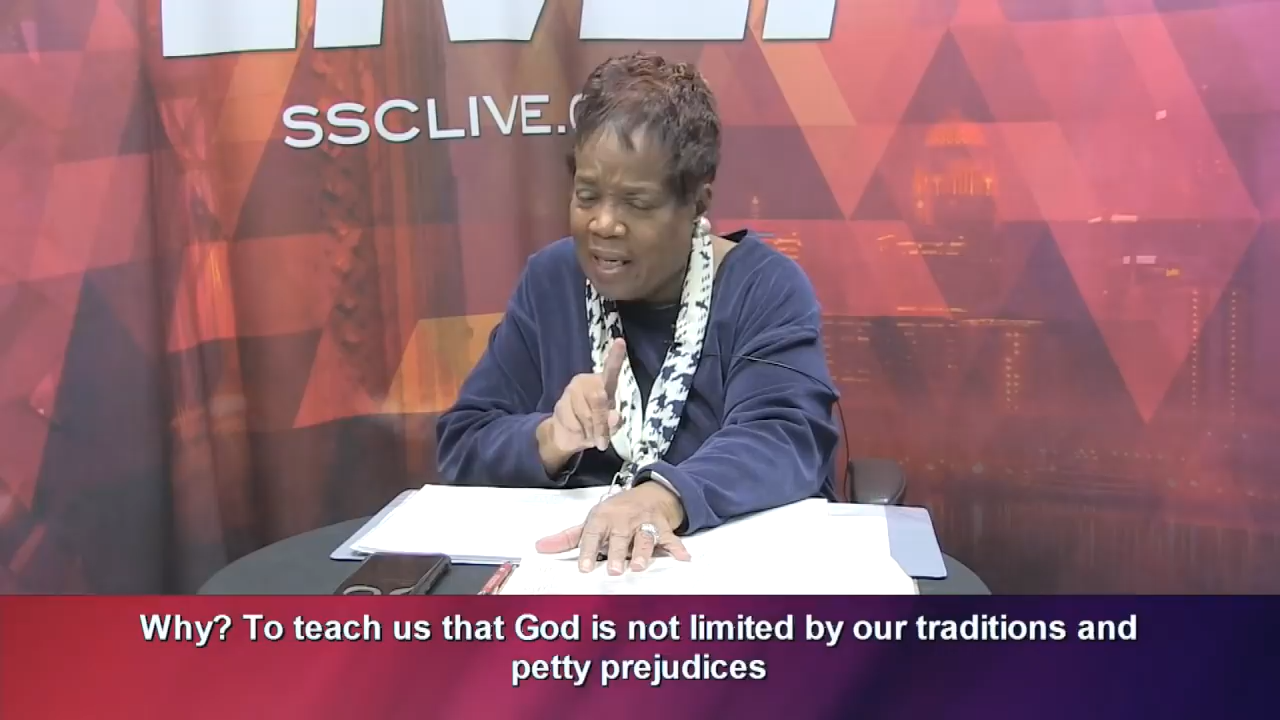 SSCLIVE.
Why? To teach us that God is not limited by our traditions and
petty prejudices